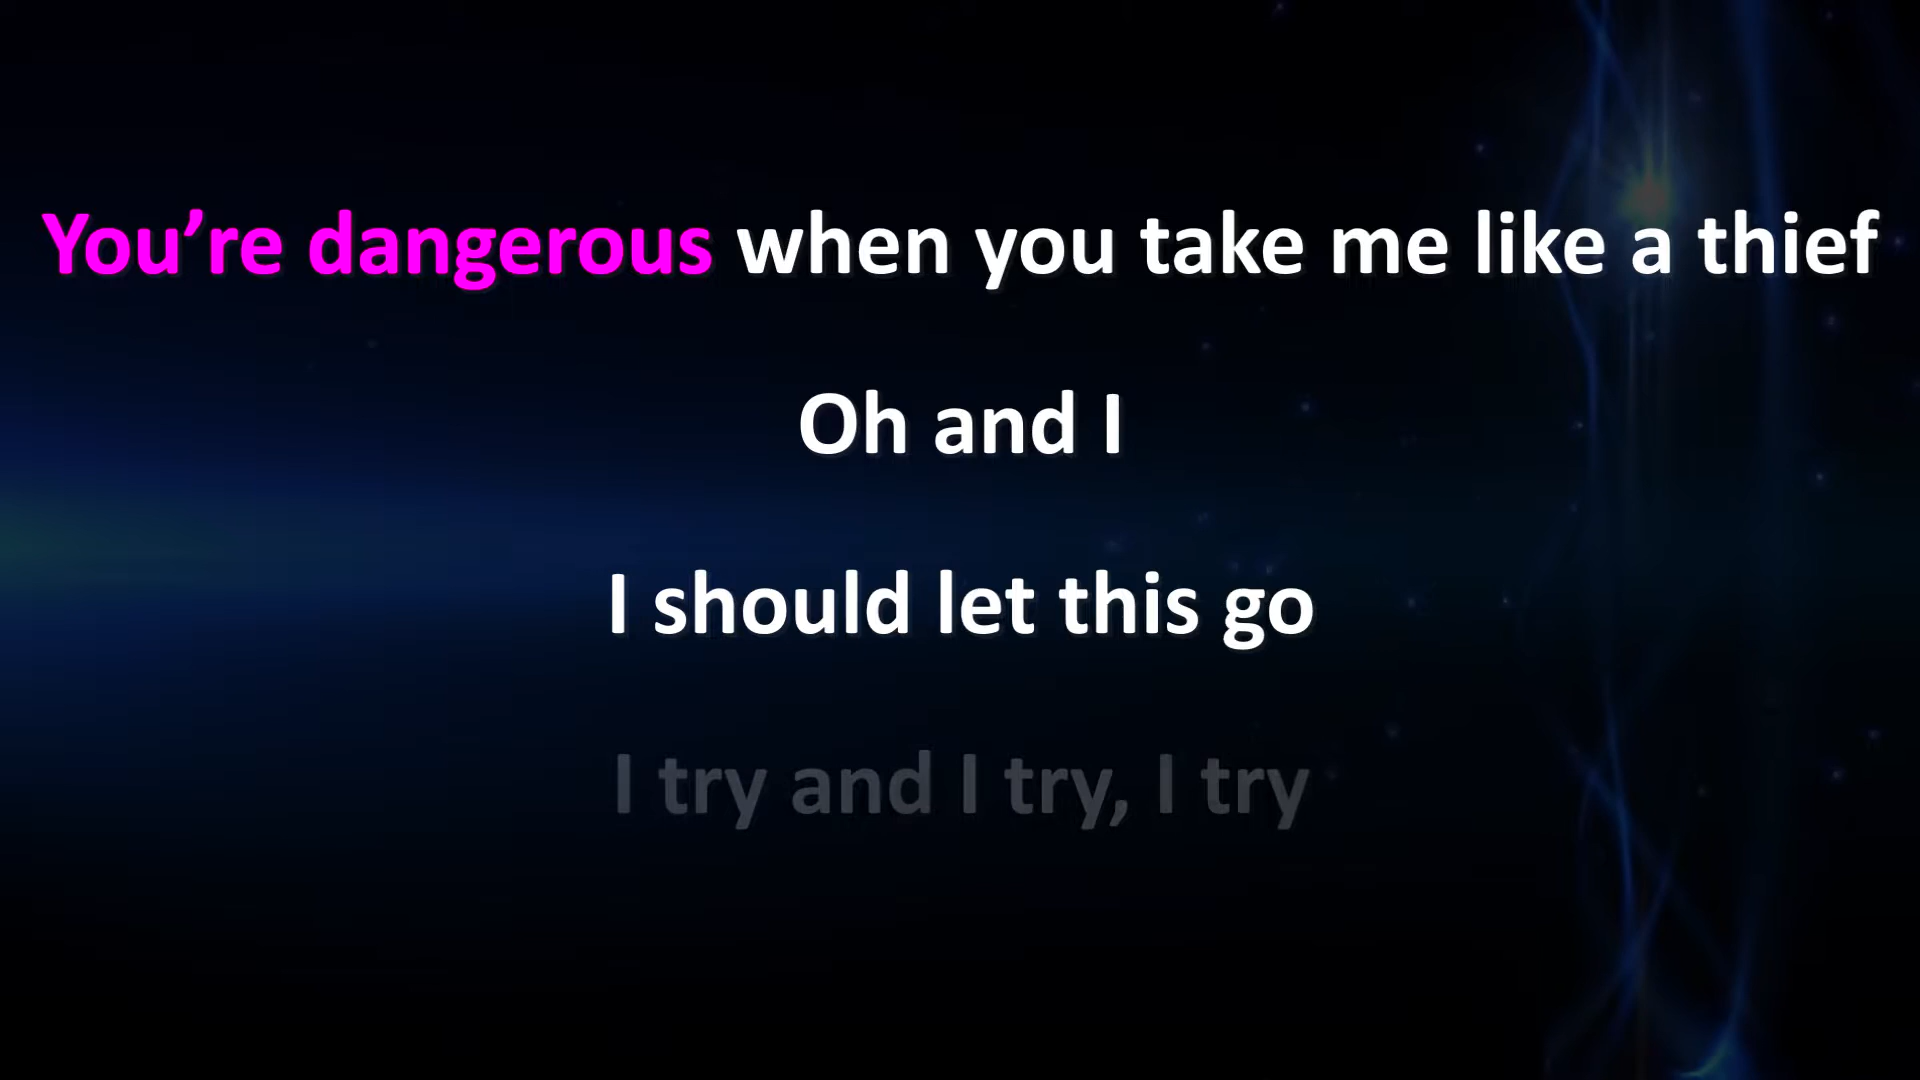 You’re dangerous when you take me like a thief
Oh and I
I should let this go
I try and I try, I try